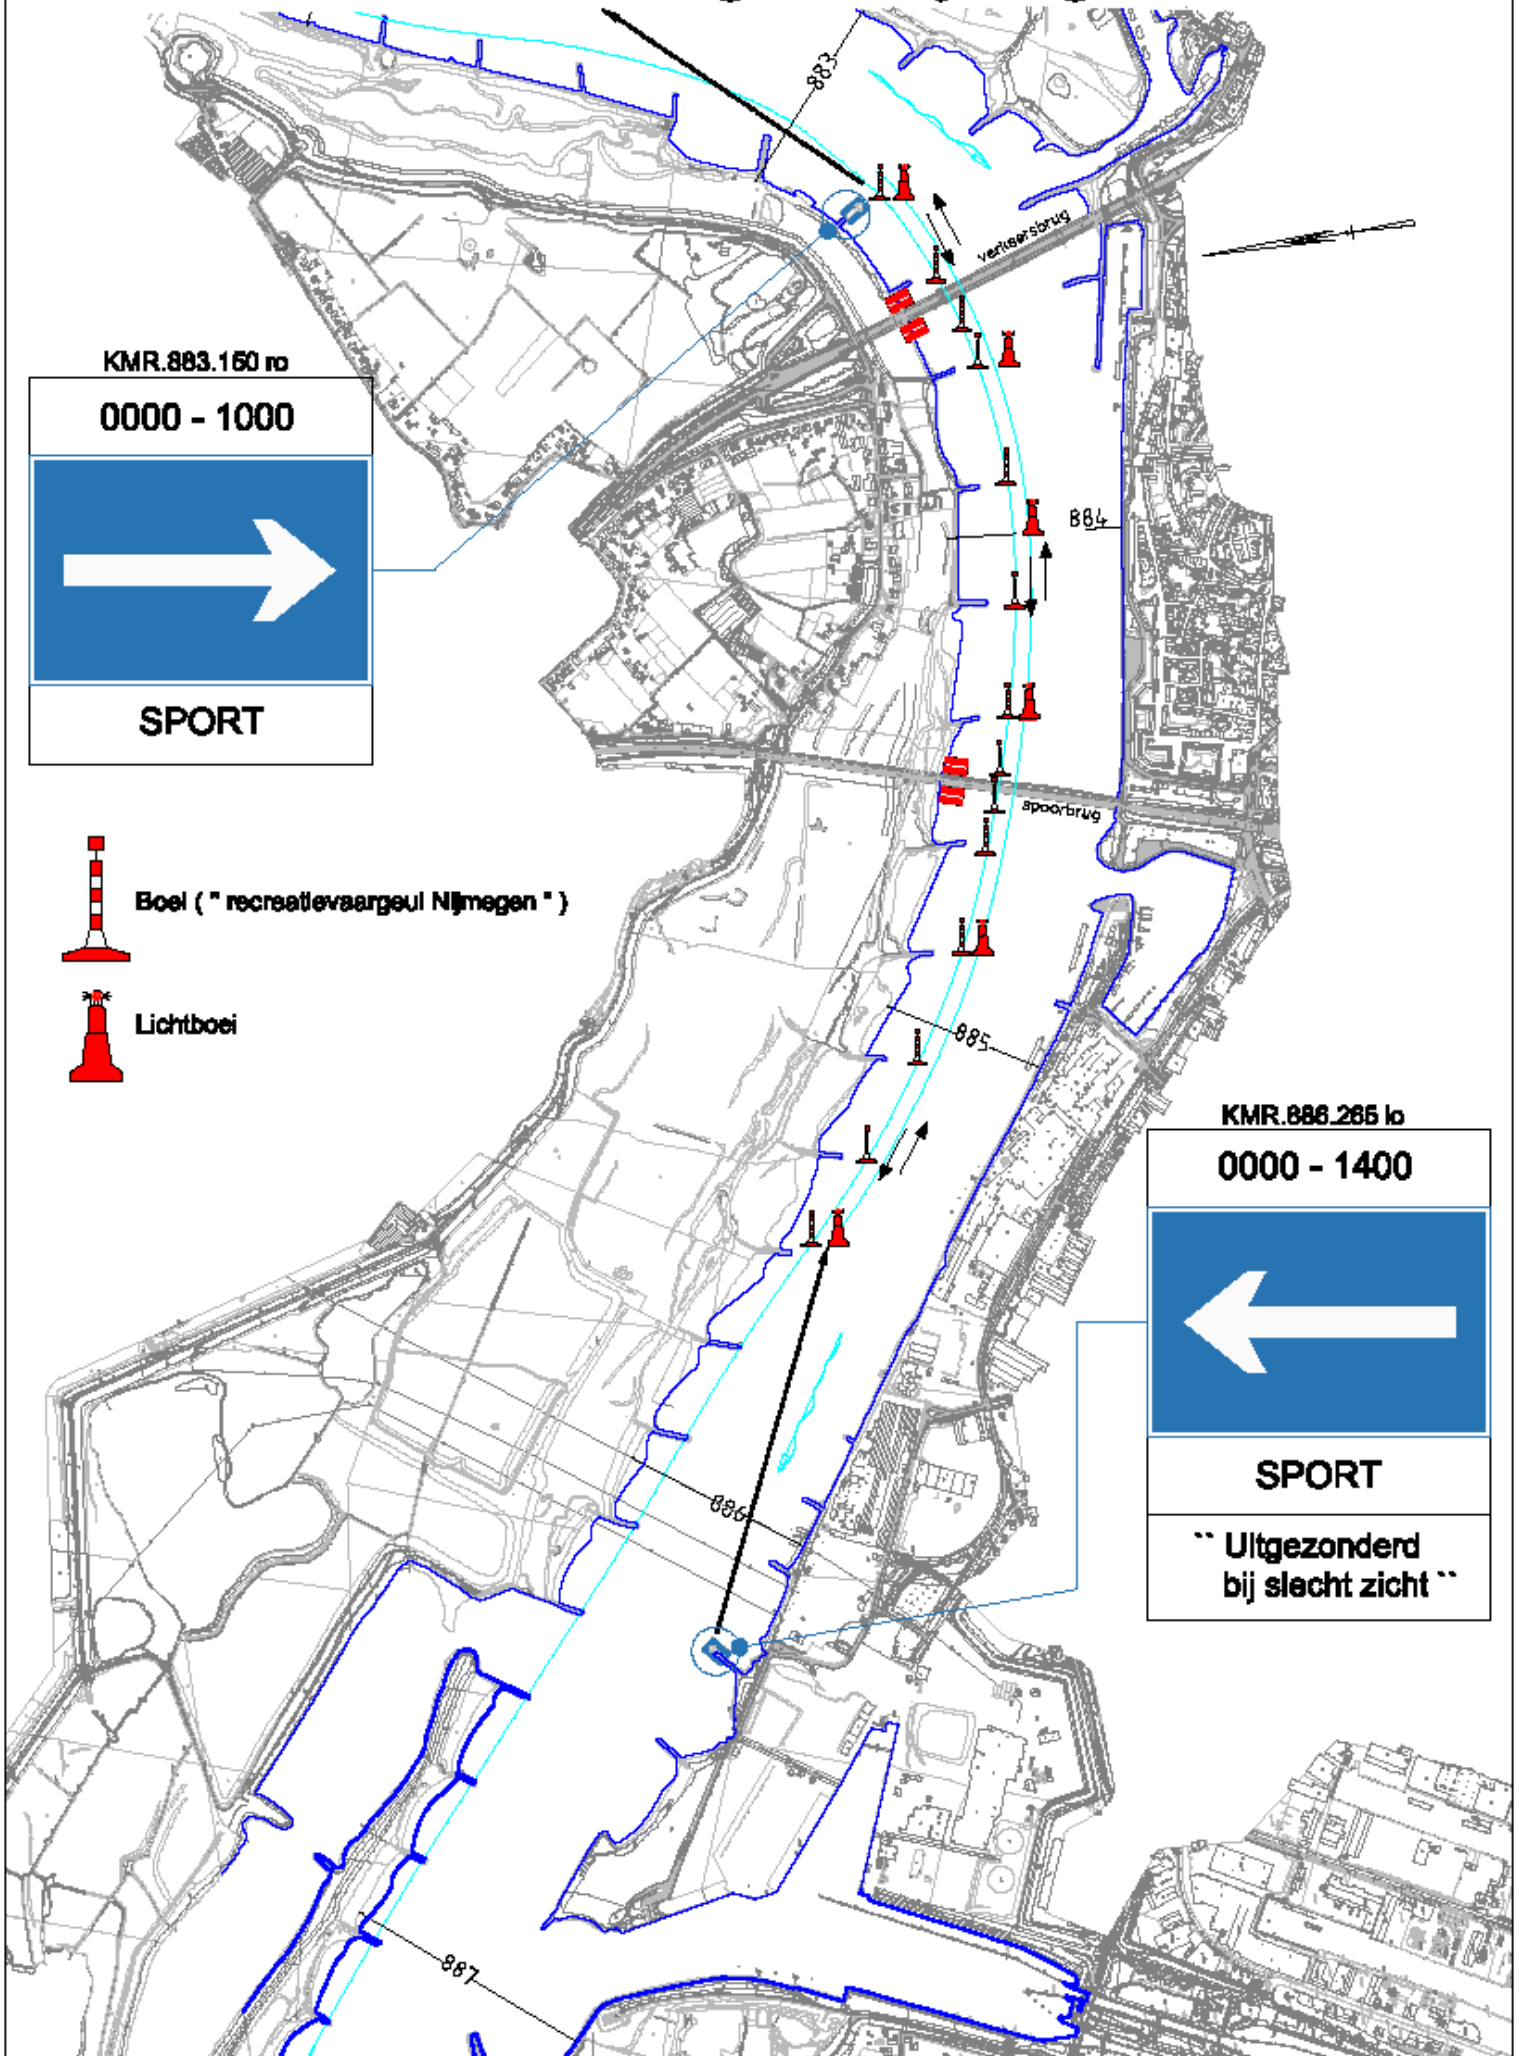 883
verkeersbrug
KMR.883.150 ro
0000 - 1000
SPORT
884
spoorbrug
Boei ( " recreatievaargeul Nijmegen " )
Lichtboei
885
KMR.886.265 lo
0000 - 1400
SPORT
`` Uitgezonderd
bij slecht zicht ``
886
887